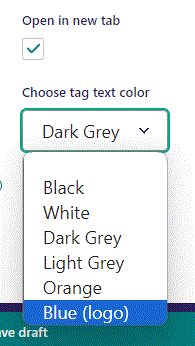 Open in new tab
Choose tag text color
Dark Grey
Black
White
Dark Grey
Light Grey
Orange
Blue (logo)
ave draft